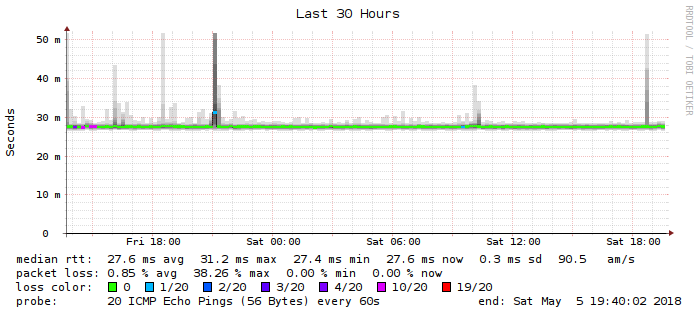 Last 30 Hours
RRDTOOL / TOBI OETIKER
Seconds
50 m
40 m
30 m
20 m
10 m
0
Fri 18:00 Sat 00:00 Sat 06:00 Sat 12:00 Sat 18:00
median rtt: 27.6 ms avg 31.2 ms max 27.4 ms min 27.6 ms now 0.3 ms sd 90.5 am/s
packet loss: 0.85 % avg 38.26 % max 0.00 % min 0.00 % now
loss color: 0 1/20 2/20 3/20 4/20 10/20 19/20
probe: 20 ICMP Echo Pings (56 Bytes) every 60s end: Sat May 5 19:40:02 2018